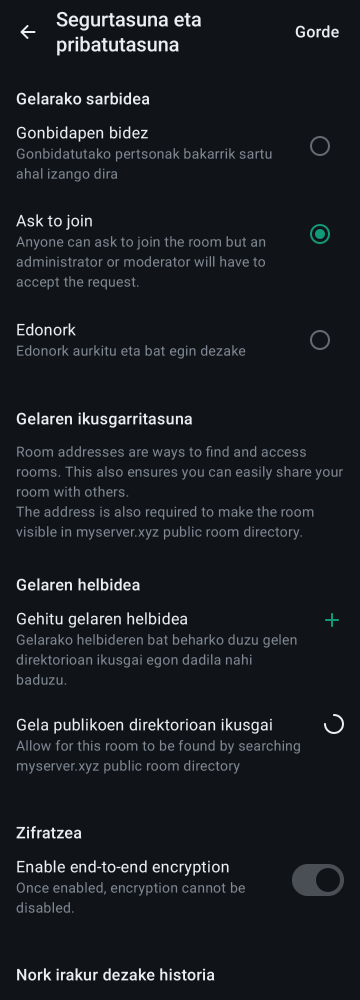 Segurtasuna eta
pribatutasuna
Gorde
Gelarako sarbidea
Gonbidapen bidez
Gonbidatutako pertsonak bakarrik sartu
ahal izango dira
Ask to join
Anyone can ask to join the room but an
administrator or moderator will have to
accept the request.
Edonork
Edonork aurkitu eta bat egin dezake
Gelaren ikusgarritasuna
Room addresses are ways to find and access
rooms. This also ensures you can easily share your
room with others.
The address is also required to make the room
visible in myserver.xyz public room directory.
Gelaren helbidea
Gehitu gelaren helbidea
Gelarako helbideren bat beharko duzu gelen
direktorioan ikusgai egon dadila nahi
baduzu.
Gela publikoen direktorioan ikusgai
Allow for this room to be found by searching
myserver.xyz public room directory
Zifratzea
Enable end-to-end encryption
Once enabled, encryption cannot be
disabled.
Nork irakur dezake historia